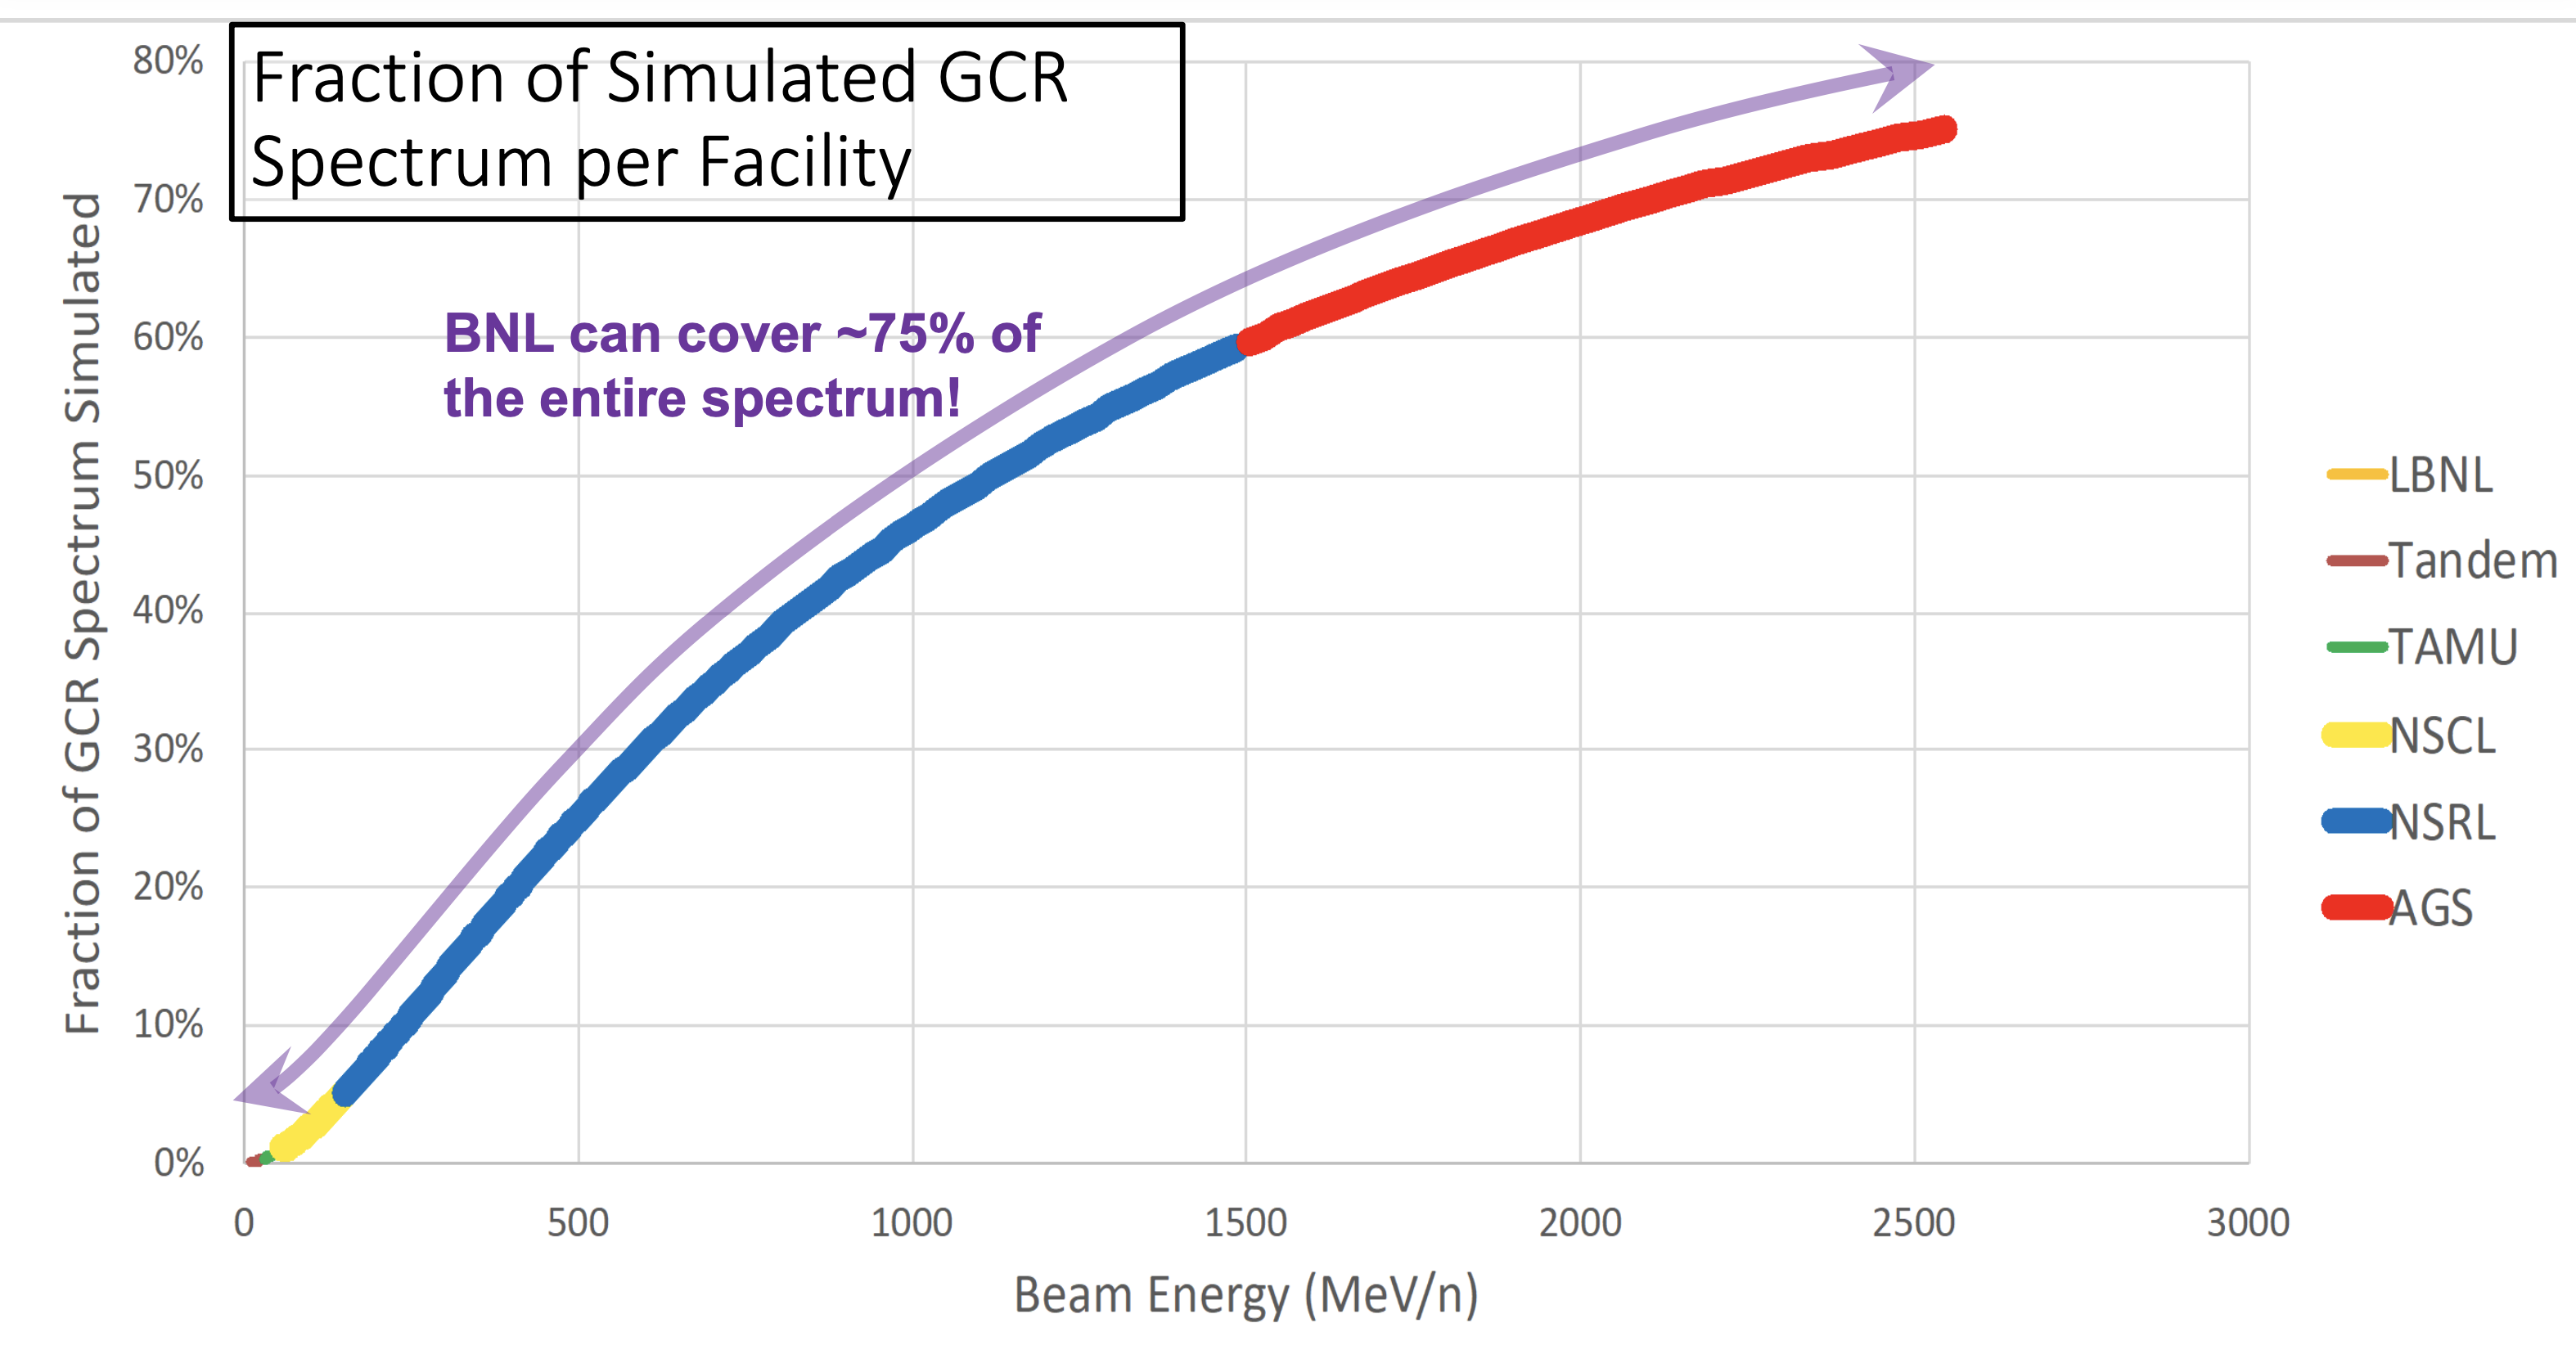 Fraction of Simulated GCR
Spectrum per Facility
BNL can cover ~75% of
the entire spectrum!
Fraction of GCR Spectrum Simulated
80%
70%
60%
50%
40%
30%
20%
10%
0%
0 500 1000 1500 2000 2500 3000
Beam Energy (MeV/n)
LBNL
Tandem
TAMU
NSCL
NSRL
AGS